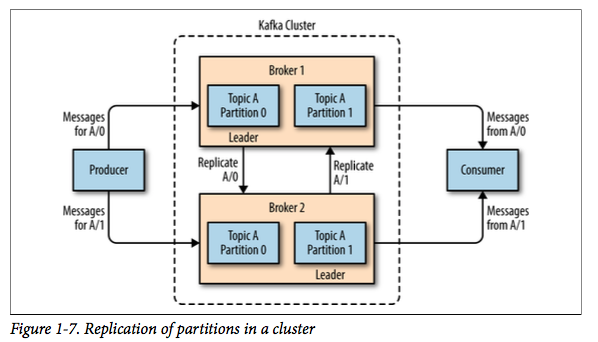 Kafka Cluster
Broker 1
Topic A
Partition 0
Topic A
Partition 1
Leader
Messages
for A/0
Producer
Messages
for A/1
Replicate
A/0
Replicate
A/1
Messages
from A/0
Consumer
Messages
from A/1
Broker 2
Topic A
Partition 0
Topic A
Partition 1
Leader
Figure 1-7. Replication of partitions in a cluster